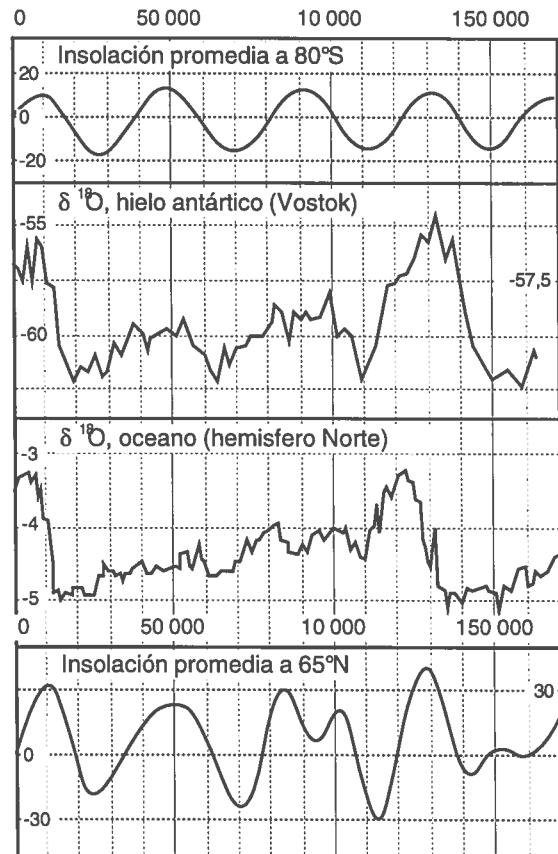 0 50 000 10 000 150 000
Insolación promedia a 80ºS
20
0
-20
δ ¹⁸O, hielo antártico (Vostok)
-55
-57,5
-60
δ ¹⁸O, oceano (hemisfero Norte)
-3
-4
-5
0 50 000 10 000 150 000
Insolación promedia a 65ºN
30
0
-30